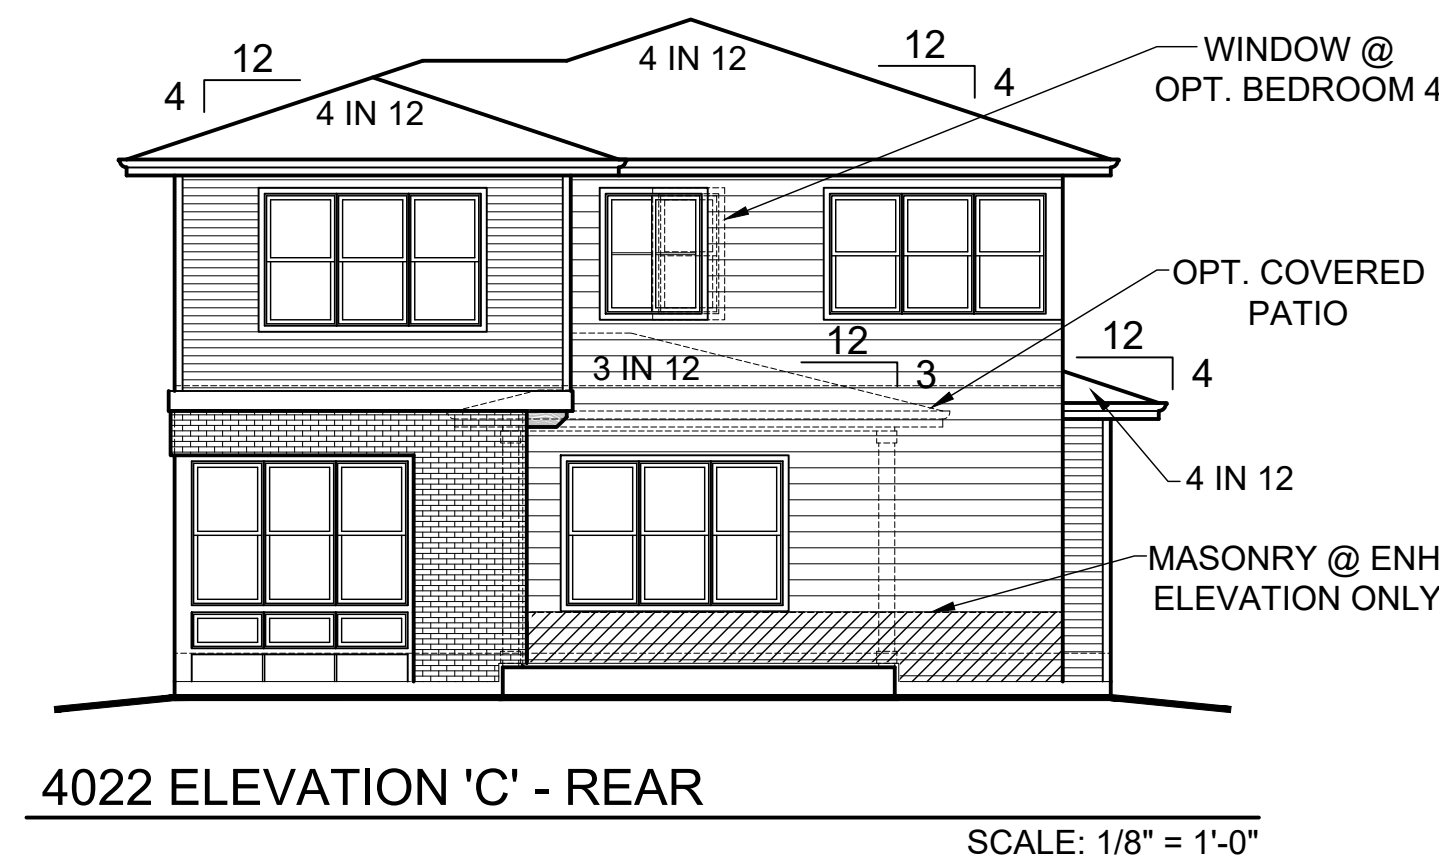 12
4
4 IN 12
4 IN 12
12
4
WINDOW @
OPT. BEDROOM 4
OPT. COVERED
PATIO
3 IN 12
12
3
12
4
4 IN 12
MASONRY @ ENH
ELEVATION ONLY
4022 ELEVATION 'C' - REAR
SCALE: 1/8" = 1'-0"